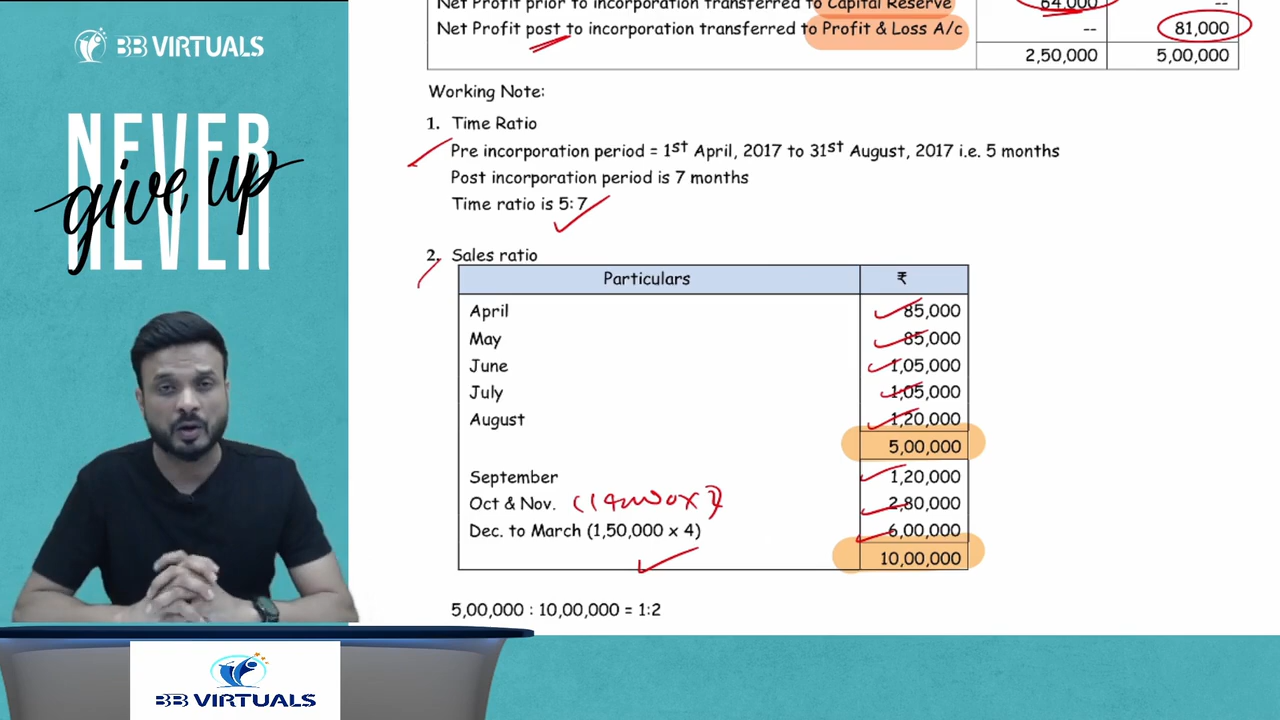 BB VIRTUALS
NEVER
give up
NEVER
Net Profit prior to incorporation transferred to Capital Reserve 64,000 --
Net Profit post to incorporation transferred to Profit & Loss A/c -- 81,000
2,50,000 5,00,000
Working Note:
1. Time Ratio
Pre incorporation period = 1st April, 2017 to 31st August, 2017 i.e. 5 months
Post incorporation period is 7 months
Time ratio is 5:7
2. Sales ratio
Particulars ₹
April 85,000
May 85,000
June 1,05,000
July 1,05,000
August 1,20,000
5,00,000
September 1,20,000
Oct & Nov. 2,80,000
Dec. to March (1,50,000 x 4) 6,00,000
10,00,000
5,00,000 : 10,00,000 = 1:2
BB VIRTUALS